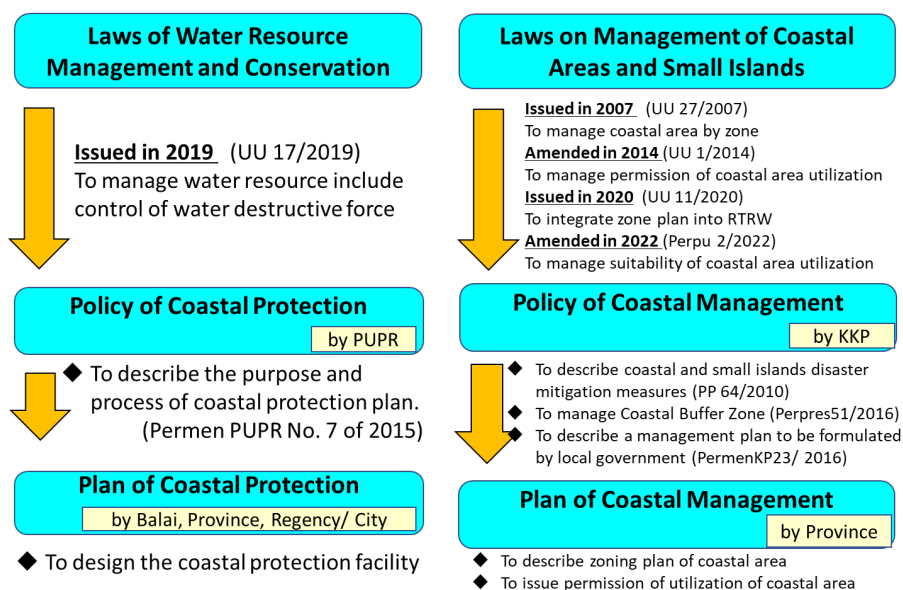 Laws of Water Resource
Management and Conservation
Issued in 2019 (UU 17/2019)
To manage water resource include
control of water destructive force
Policy of Coastal Protection
by PUPR
◆ To describe the purpose and
process of coastal protection plan.
(Permen PUPR No. 7 of 2015)
Plan of Coastal Protection
by Balai, Province, Regency/ City
◆ To design the coastal protection facility
Laws on Management of Coastal
Areas and Small Islands
Issued in 2007 (UU 27/2007)
To manage coastal area by zone
Amended in 2014 (UU 1/2014)
To manage permission of coastal area utilization
Issued in 2020 (UU 11/2020)
To integrate zone plan into RTRW
Amended in 2022 (Perpu 2/2022)
To manage suitability of coastal area utilization
Policy of Coastal Management
by KKP
◆ To describe coastal and small islands disaster
mitigation measures (PP 64/2010)
◆ To manage Coastal Buffer Zone (Perpres51/2016)
◆ To describe a management plan to be formulated
by local government (PermenKP23/ 2016)
Plan of Coastal Management
by Province
◆ To describe zoning plan of coastal area
◆ To issue permission of utilization of coastal area